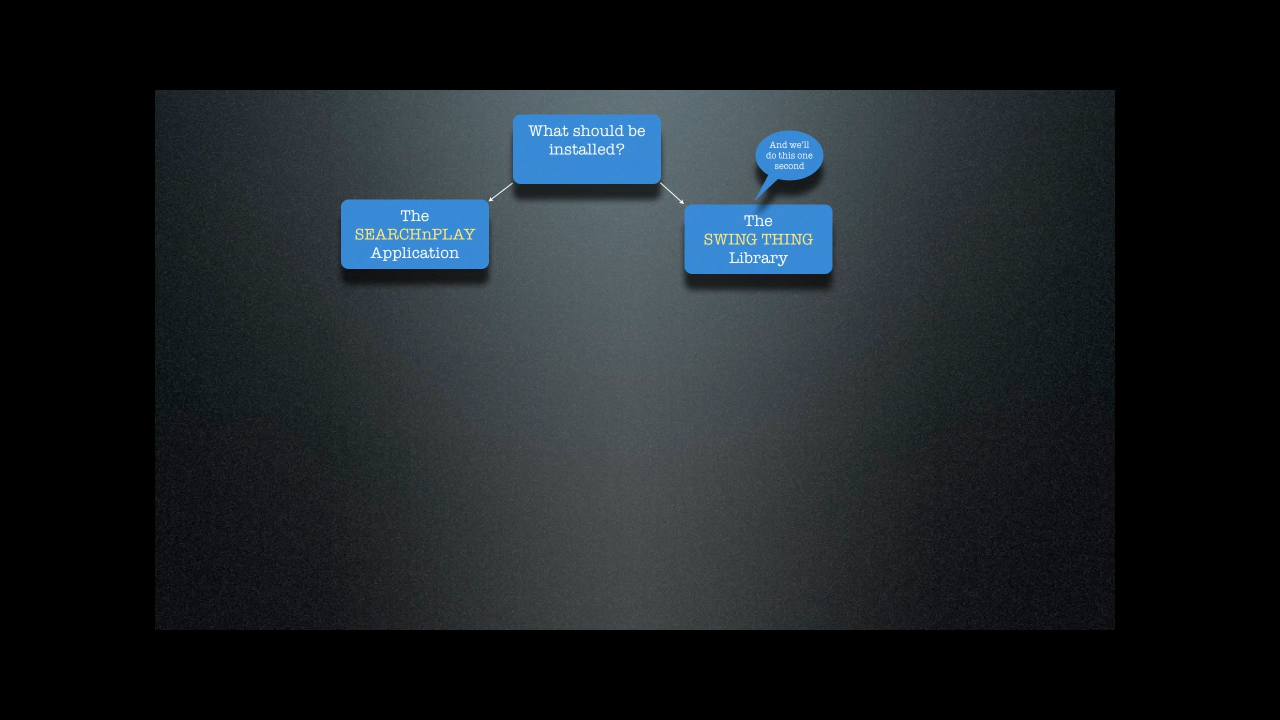 What should be
installed?
And we'll
do this one
second
The
SEARCHnPLAY
Application
The
SWING THING
Library